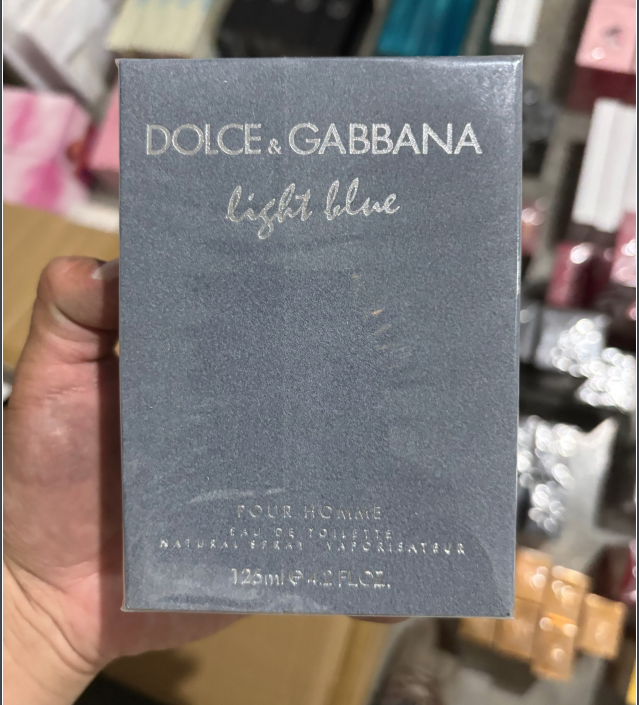 DOLCE & GABBANA
light blue
POUR HOMME
EAU DE TOILETTE
NATURAL SPRAY VAPORISATEUR
125ml ℮ 4.2 FL.OZ.